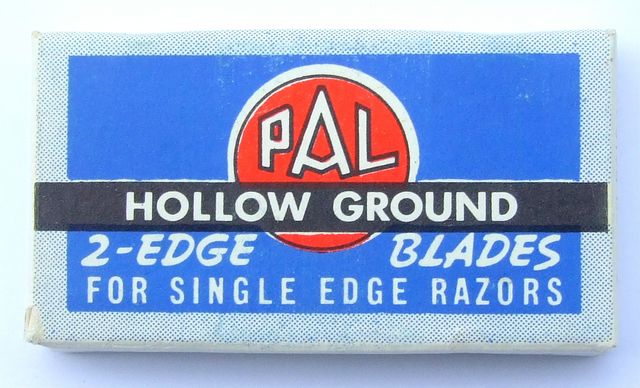 PAL
HOLLOW GROUND
2-EDGE BLADES
FOR SINGLE EDGE RAZORS